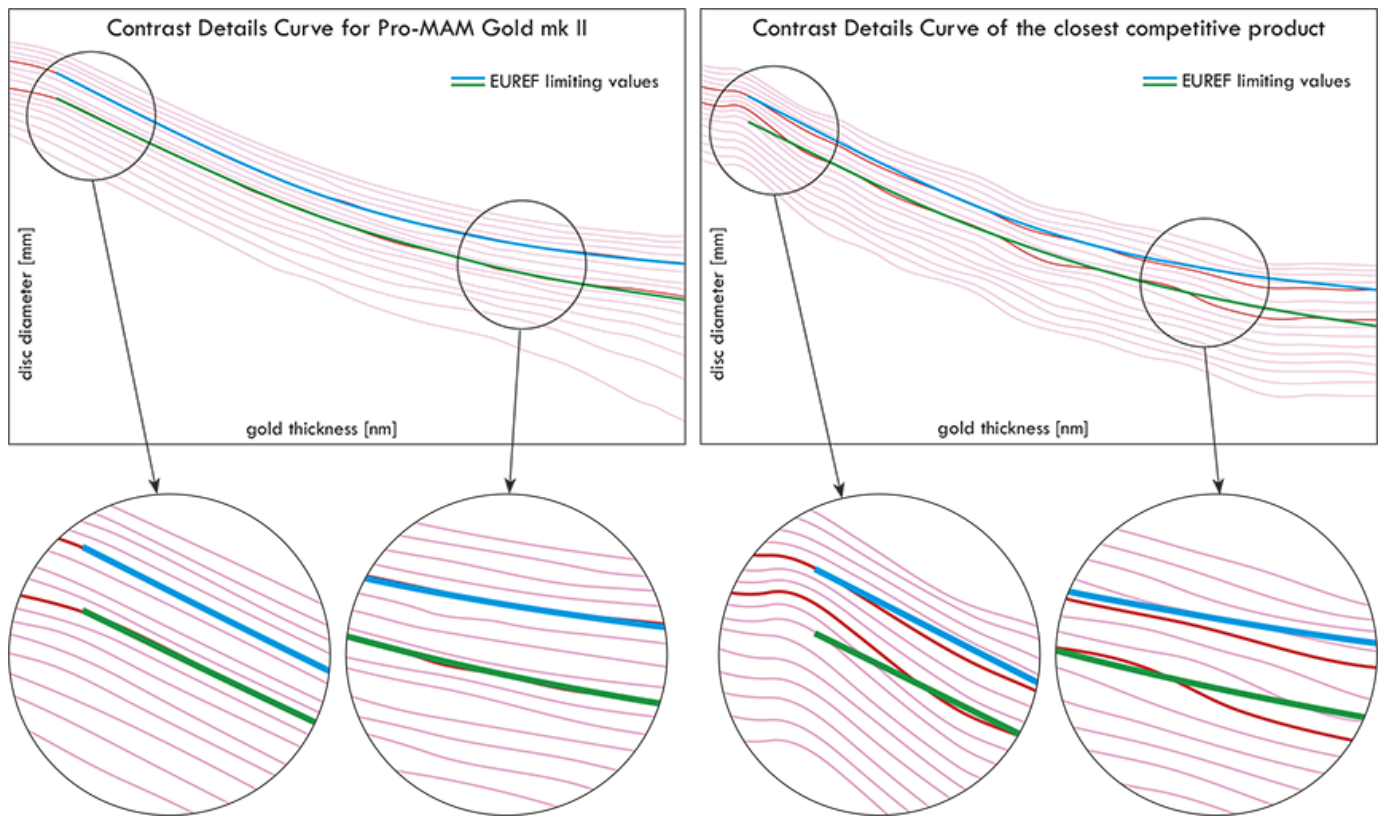 Contrast Details Curve for Pro-MAM Gold mk II
EUREF limiting values
disc diameter [mm]
gold thickness [nm]
Contrast Details Curve of the closest competitive product
EUREF limiting values
disc diameter [mm]
gold thickness [nm]